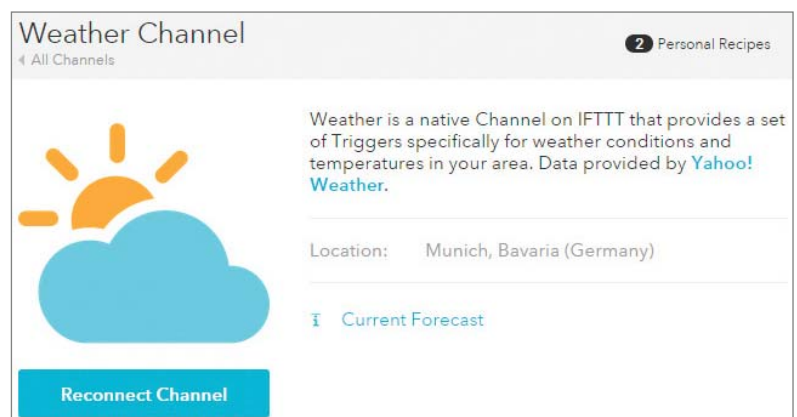 Weather Channel
All Channels
2 Personal Recipes
Weather is a native Channel on IFTTT that provides a set
of Triggers specifically for weather conditions and
temperatures in your area. Data provided by Yahoo!
Weather.
Location: Munich, Bavaria (Germany)
Current Forecast
Reconnect Channel